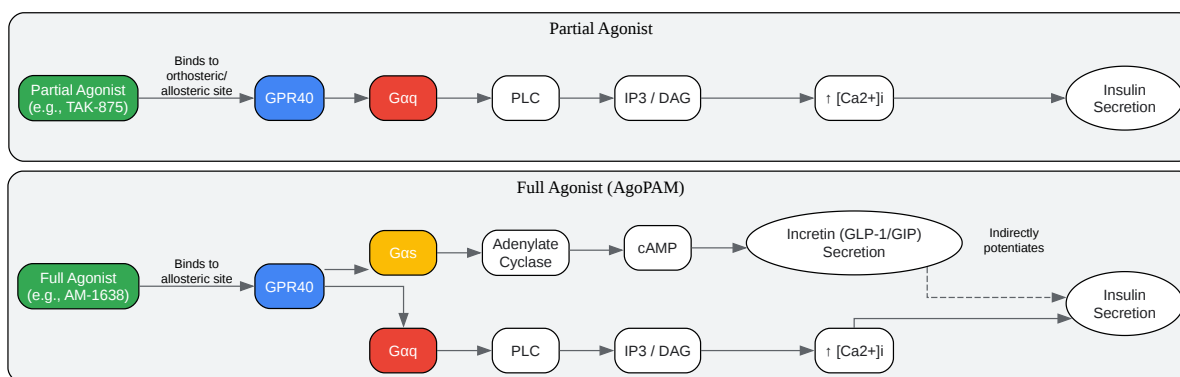 Partial Agonist
Partial Agonist
(e.g., TAK-875)
Binds to
orthosteric/
allosteric site
GPR40
Gαq
PLC
IP3 / DAG
↑ [Ca2+]i
Insulin
Secretion
Full Agonist (AgoPAM)
Full Agonist
(e.g., AM-1638)
Binds to
allosteric site
GPR40
Gαs
Adenylate
Cyclase
cAMP
Incretin (GLP-1/GIP)
Secretion
Indirectly
potentiates
Insulin
Secretion
Gαq
PLC
IP3 / DAG
↑ [Ca2+]i